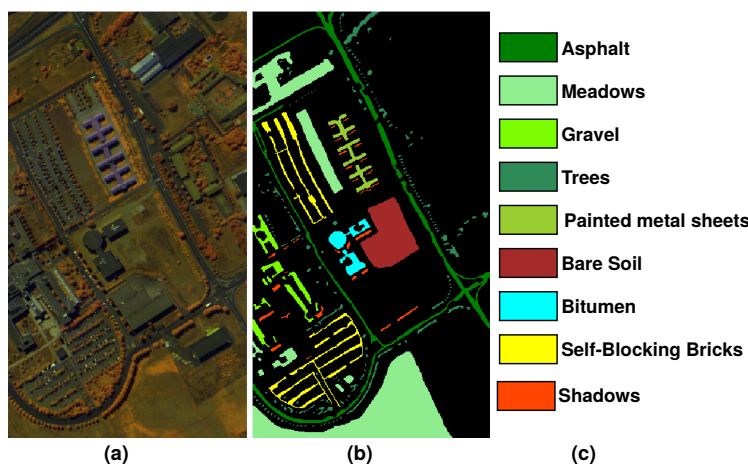 Asphalt
Meadows
Gravel
Trees
Painted metal sheets
Bare Soil
Bitumen
Self-Blocking Bricks
Shadows
(a) (b) (c)